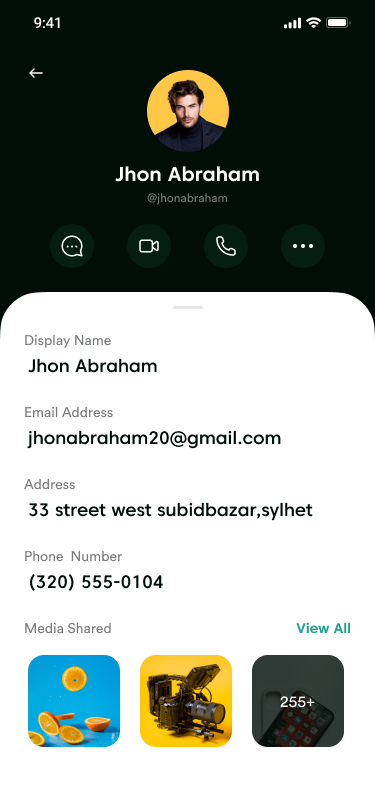 9:41
Jhon Abraham
@jhonabraham
Display Name
Jhon Abraham
Email Address
jhonabraham20@gmail.com
Address
33 street west subidbazar,sylhet
Phone  Number
(320) 555-0104
Media Shared
View All
255+